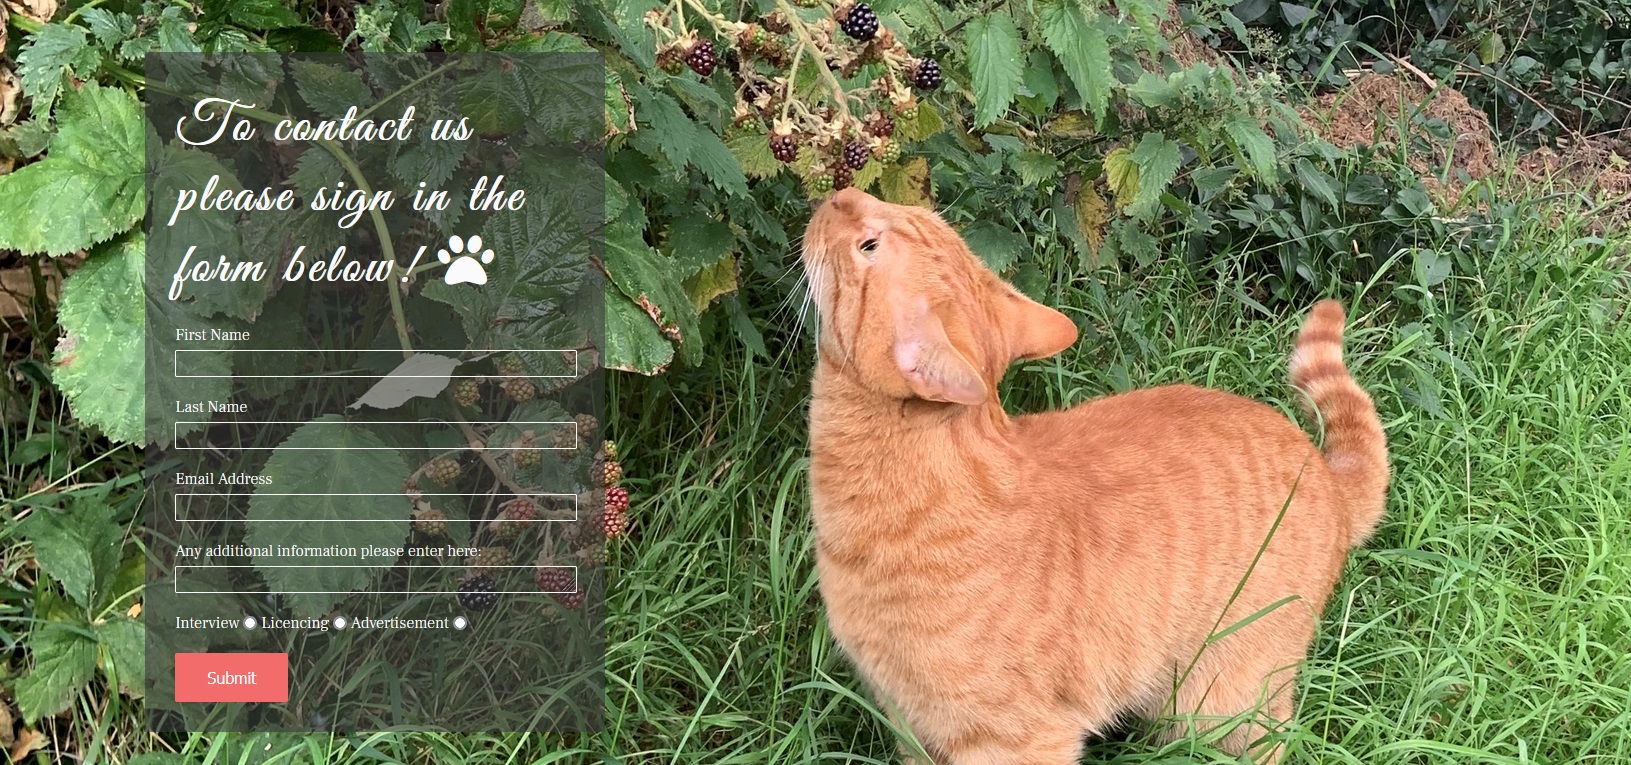 To contact us
please sign in the
form below!
First Name
Last Name
Email Address
Any additional information please enter here:
Interview Licencing Advertisement
Submit